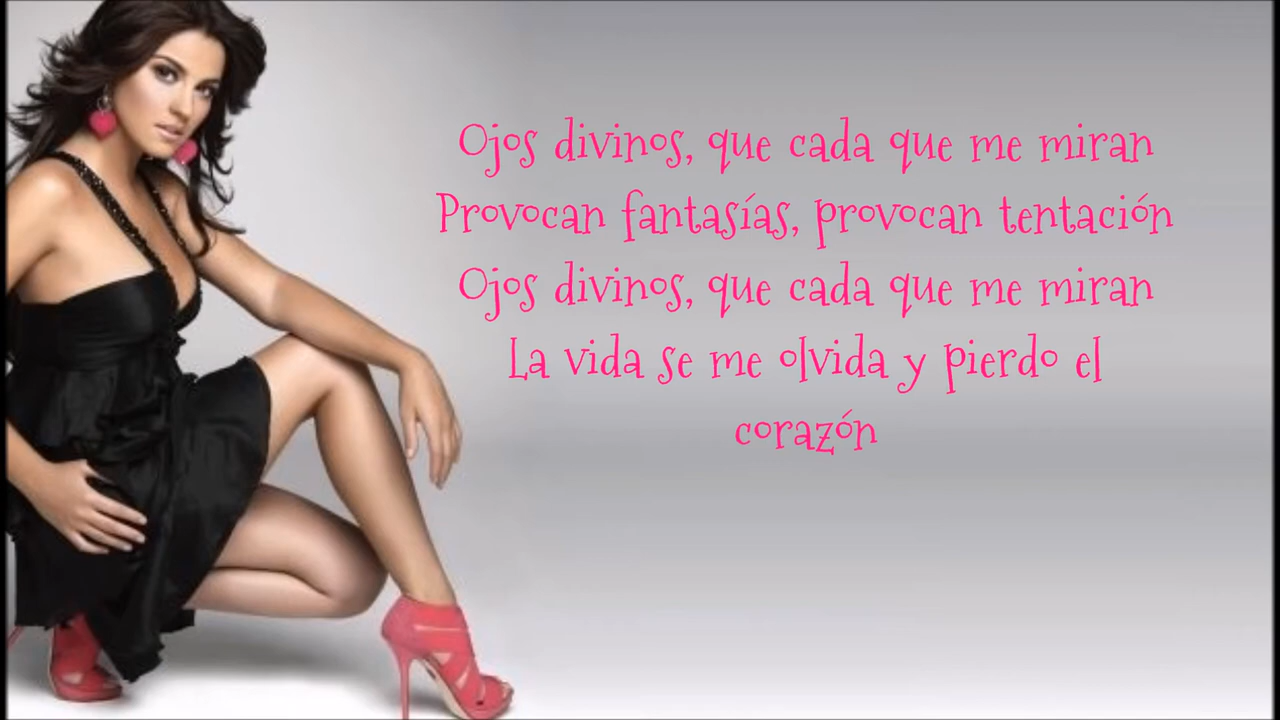 Ojos divinos, que cada que me miran
Provocan fantasías, provocan tentación
Ojos divinos, que cada que me miran
La vida se me olvida y pierdo el
corazón